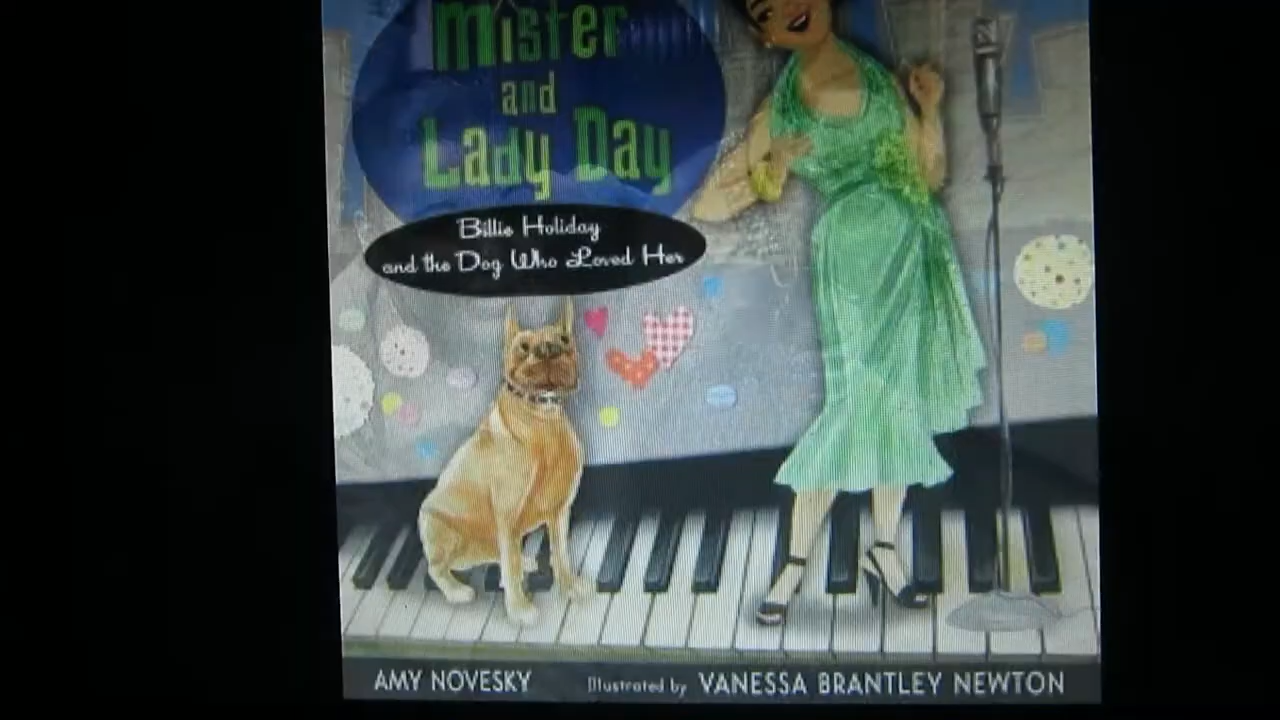 Mister
and
Lady Day
Billie Holiday
and the Dog Who Loved Her
AMY NOVESKY Illustrated by VANESSA BRANTLEY NEWTON